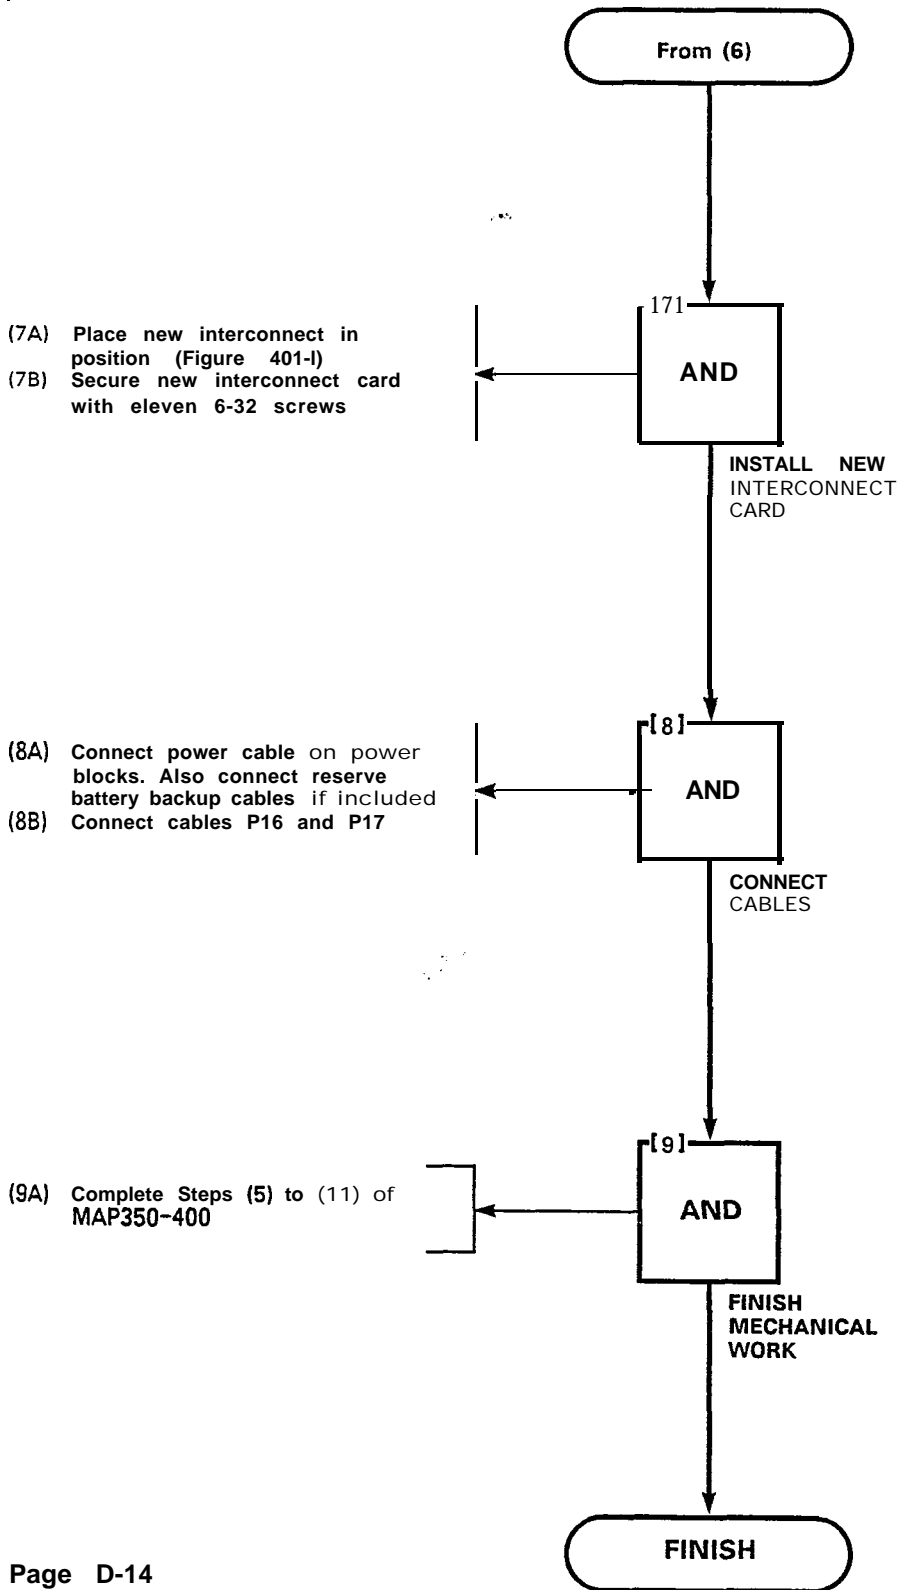 From (6)
(7A) Place new interconnect in
position (Figure 401-I)
(7B) Secure new interconnect card
with eleven 6-32 screws
171
AND
INSTALL NEW
INTERCONNECT
CARD
(8A) Connect power cable on power
blocks. Also connect reserve
battery backup cables if included
(8B) Connect cables P16 and P17
[8]
AND
CONNECT
CABLES
(9A) Complete Steps (5) to (11) of
MAP350-400
[9]
AND
FINISH
MECHANICAL
WORK
FINISH
Page D-14